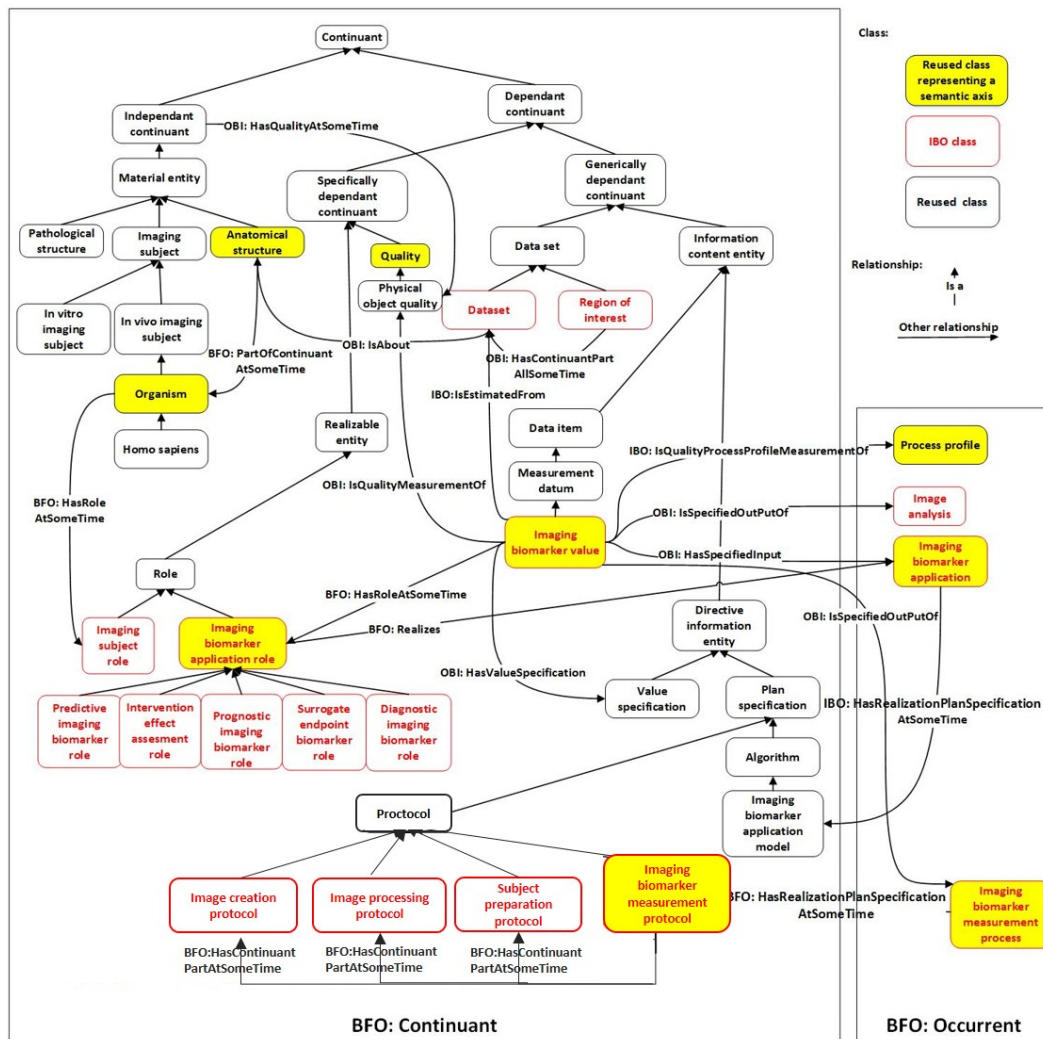 Continuant
Independant
continuant
OBI: HasQualityAtSomeTime
Dependant
continuant
Material entity
Specifically
dependant
continuant
Generically
dependant
continuant
Pathological
structure
Imaging
subject
Anatomical
structure
Quality
Data set
Information
content entity
Physical
object quality
Dataset
Region of
interest
In vitro
imaging
subject
In vivo imaging
subject
BFO: PartOfContinuant
AtSomeTime
OBI: IsAbout
OBI: HasContinuantPart
AllSomeTime
IBO:IsEstimatedFrom
Organism
Homo sapiens
Realizable
entity
Data item
Measurement
datum
IBO: IsQualityProcessProfileMeasurementOf
BFO: HasRole
AtSomeTime
OBI: IsQualityMeasurementOf
Imaging
biomarker value
OBI: IsSpecifiedOutPutOf
OBI: HasSpecifiedInput
Role
BFO: HasRoleAtSomeTime
BFO: Realizes
Directive
information
entity
OBI: IsSpecifiedOutPutOf
Imaging
subject
role
Imaging
biomarker
application role
OBI: HasValueSpecification
Value
specification
Plan
specification
IBO: HasRealizationPlanSpecification
AtSomeTime
Predictive
imaging
biomarker
role
Intervention
effect
assesment
role
Prognostic
imaging
biomarker
role
Surrogate
endpoint
biomarker
role
Diagnostic
imaging
biomarker
role
Algorithm
Imaging
biomarker
application
model
Proctocol
Image creation
protocol
Image processing
protocol
Subject
preparation
protocol
Imaging
biomarker
measurement
protocol
BFO:HasContinuant
PartAtSomeTime
BFO:HasContinuant
PartAtSomeTime
BFO:HasContinuant
PartAtSomeTime
BFO: HasRealizationPlanSpecification
AtSomeTime
BFO: Continuant
Class:
Reused class
representing a
semantic axis
IBO class
Reused class
Relationship:
Is a
Other relationship
Process profile
Image
analysis
Imaging
biomarker
application
Imaging
biomarker
measurement
process
BFO: Occurrent